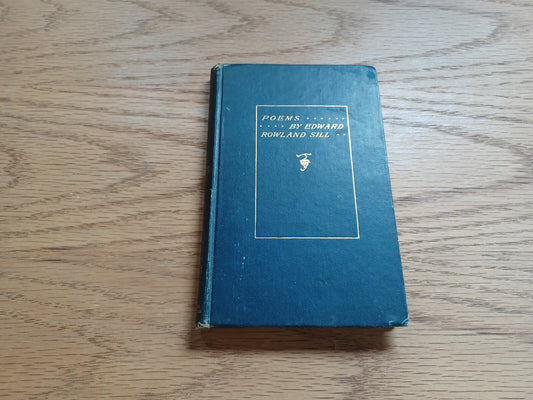 POEMS · · · · · ·
· · · · BY EDWARD
ROWLAND SILL · ·